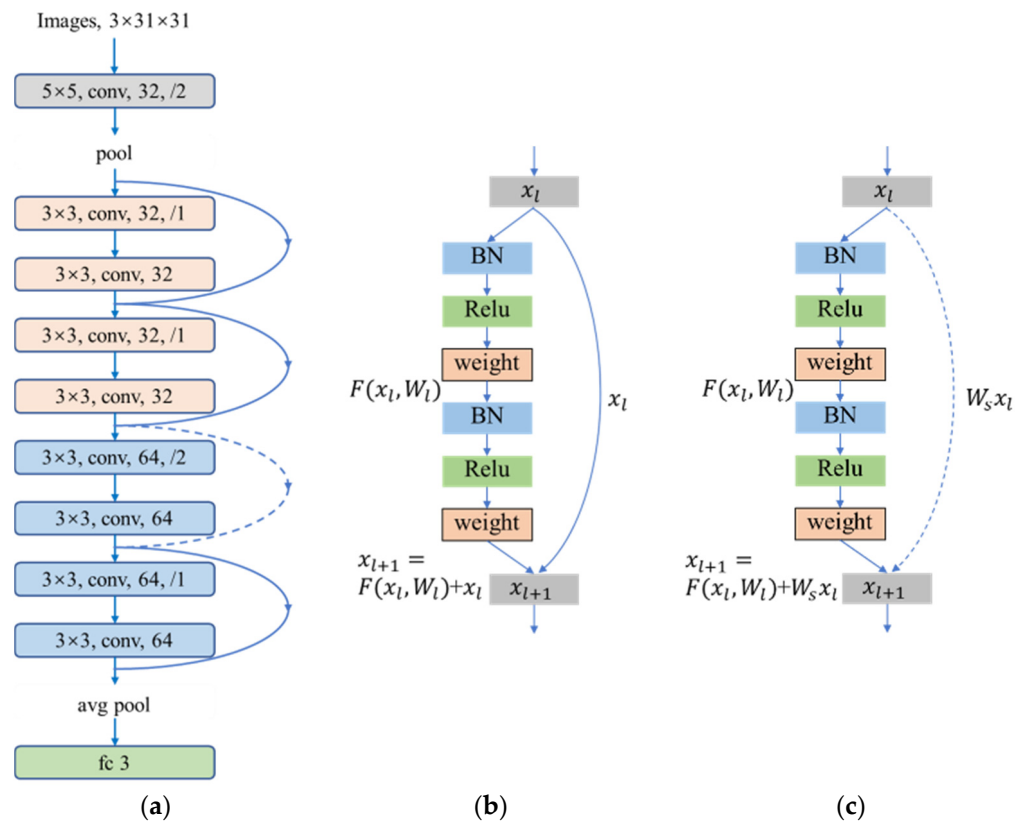 Images, 3×31×31
5×5, conv, 32, /2
pool
3×3, conv, 32, /1
3×3, conv, 32
3×3, conv, 32, /1
3×3, conv, 32
3×3, conv, 64, /2
3×3, conv, 64
3×3, conv, 64, /1
3×3, conv, 64
avg pool
fc 3
(a)
x_l
BN
Relu
weight
F(x_l, W_l)
BN
Relu
weight
x_l
x_{l+1} =
F(x_l, W_l)+x_l
x_{l+1}
(b)
x_l
BN
Relu
weight
F(x_l, W_l)
BN
Relu
weight
W_s x_l
x_{l+1} =
F(x_l, W_l)+W_s x_l
x_{l+1}
(c)